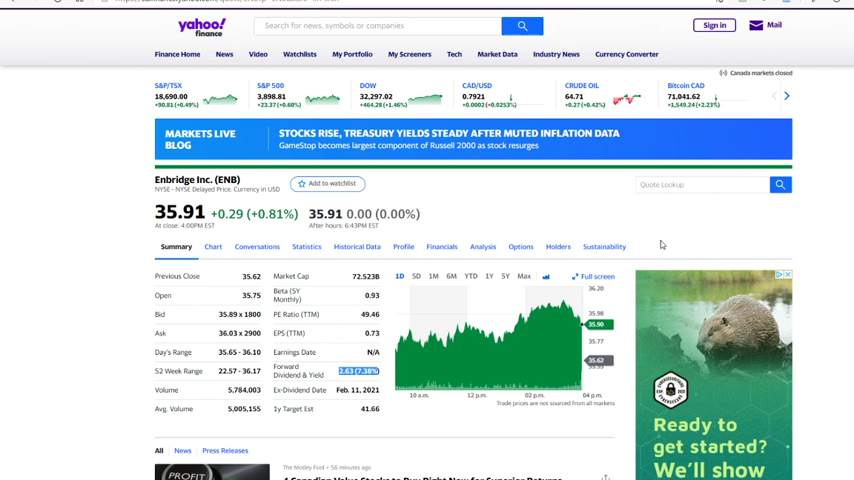 yahoo!
finance
Search for news, symbols or companies
Sign in
Mail
Finance Home News Video Watchlists My Portfolio My Screeners Tech Market Data Industry News Currency Converter
Canada markets closed
S&P/TSX S&P 500 DOW CAD/USD CRUDE OIL Bitcoin CAD
18,690.00 3,898.81 32,297.02 0.7921 64.71 71,041.62
+90.81 (+0.49%) +23.37 (+0.60%) +464.28 (+1.46%) +0.0002 (+0.0253%) +0.27 (+0.42%) +1,549.24 (+2.23%)
MARKETS LIVE BLOG
STOCKS RISE, TREASURY YIELDS STEADY AFTER MUTED INFLATION DATA
GameStop becomes largest component of Russell 2000 as stock resurges
Enbridge Inc. (ENB)
NYSE - NYSE Delayed Price. Currency in USD
Add to watchlist
Quote Lookup
35.91 +0.29 (+0.81%) 35.91 0.00 (0.00%)
At close: 4:00PM EST After hours: 6:43PM EST
Summary Chart Conversations Statistics Historical Data Profile Financials Analysis Options Holders Sustainability
Previous Close 35.62 Market Cap 72.523B
Open 35.75 Beta (5Y Monthly) 0.93
Bid 35.89 x 1800 PE Ratio (TTM) 49.46
Ask 36.03 x 2900 EPS (TTM) 0.73
Day's Range 35.65 - 36.10 Earnings Date N/A
52 Week Range 22.57 - 36.17 Forward Dividend & Yield 2.63 (7.38%)
Volume 5,784,003 Ex-Dividend Date Feb. 11, 2021
Avg. Volume 5,005,155 1y Target Est 41.66
1D 5D 1M 6M YTD 1Y 5Y Max Full screen
36.20
35.98
35.90
35.77
35.62
35.55
10 a.m. 12 p.m. 02 p.m. 04 p.m.
Trade prices are not sourced from all markets
Ready to
get started?
We'll show
All News Press Releases
PROFIT
The Motley Fool • 56 minutes ago
4 Canadian Value Stocks to Buy Right Now for Superior Returns